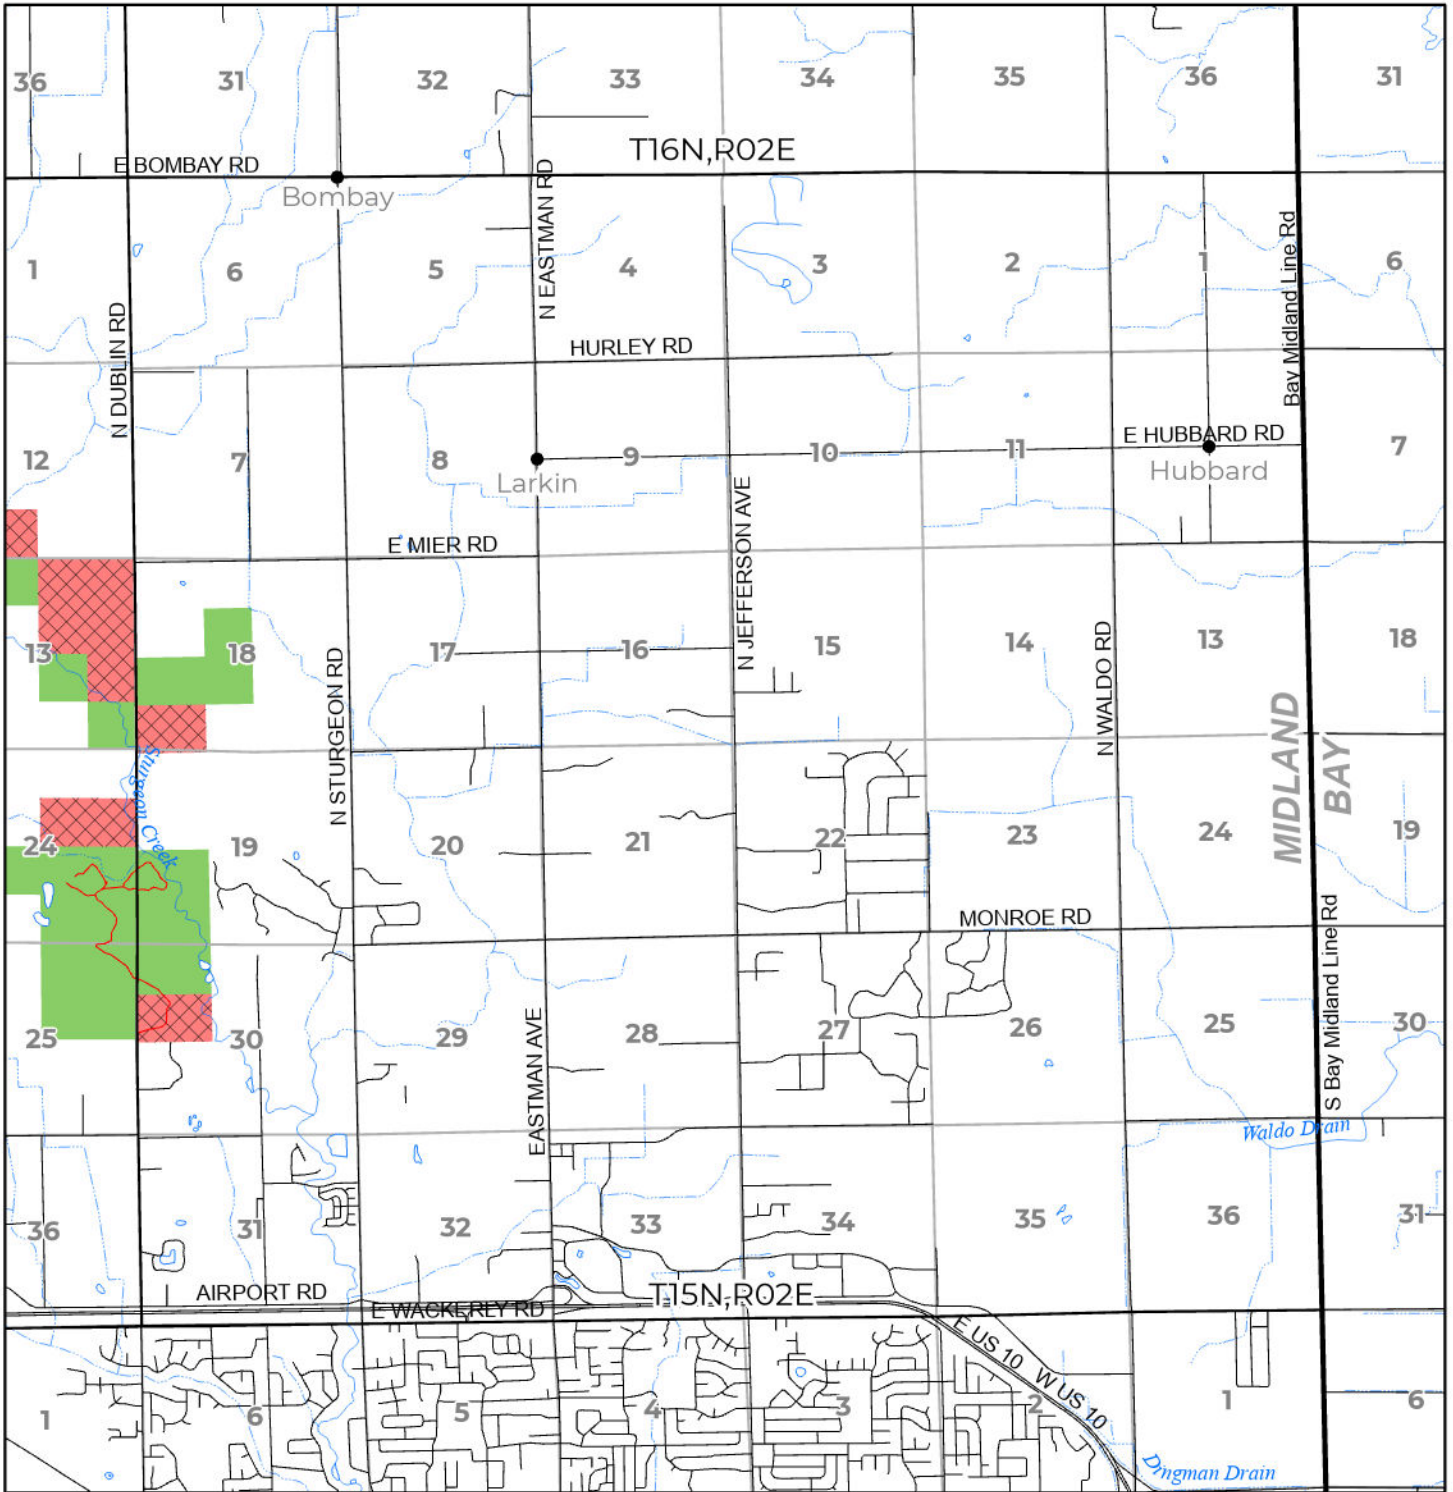 36 31 32 33 34 35 36 31
T16N,R02E
E BOMBAY RD
Bombay
N EASTMAN RD
Bay Midland Line Rd
1 6 5 4 3 2 1 6
N DUBLIN RD
HURLEY RD
E HUBBARD RD
12 7 8 9 10 11 7
Larkin
Hubbard
N JEFFERSON AVE
E MIER RD
13 18 17 16 15 14 13 18
N STURGEON RD
N WALDO RD
MIDLAND
BAY
Sturgeon Creek
24 19 20 21 22 23 24 19
MONROE RD
S Bay Midland Line Rd
EASTMAN AVE
25 30 29 28 27 26 25 30
Waldo Drain
36 31 32 33 34 35 36 31
AIRPORT RD
T15N,R02E
E WACKERLY RD
E US 10
W US 10
1 6 5 4 3 2 1 6
Dingman Drain